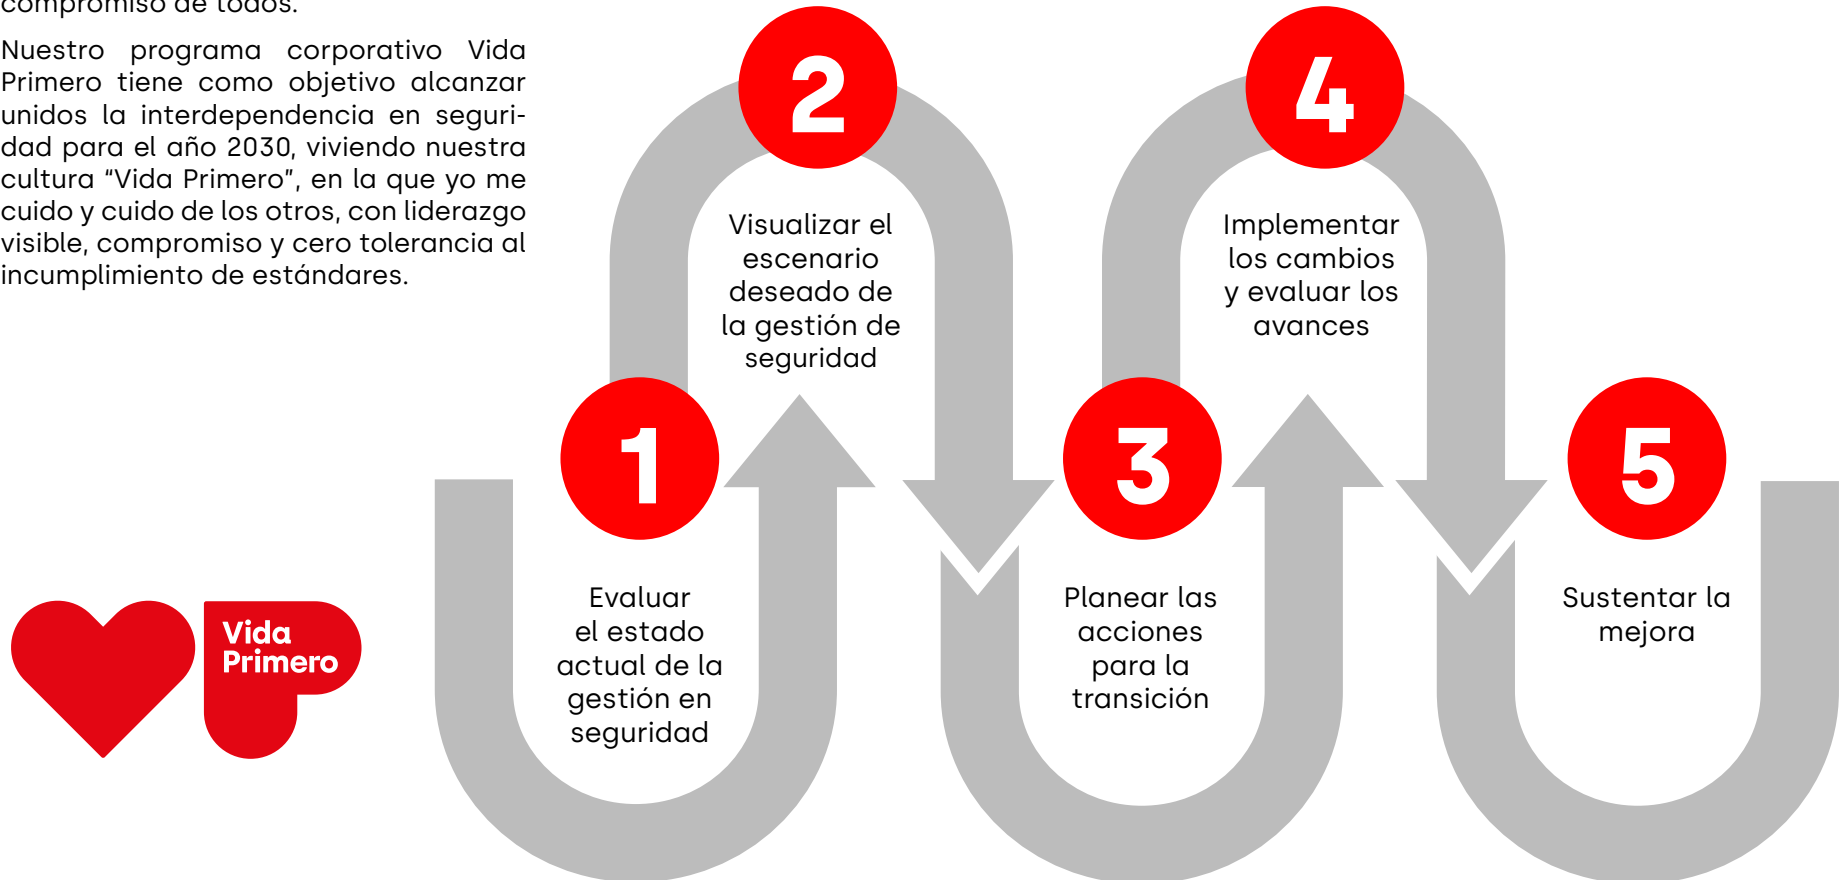 compromiso de todos.
Nuestro programa corporativo Vida
Primero tiene como objetivo alcanzar
unidos la interdependencia en seguri-
dad para el año 2030, viviendo nuestra
cultura “Vida Primero”, en la que yo me
cuido y cuido de los otros, con liderazgo
visible, compromiso y cero tolerancia al
incumplimiento de estándares.
1
Evaluar
el estado
actual de la
gestión en
seguridad
2
Visualizar el
escenario
deseado de
la gestión de
seguridad
3
Planear las
acciones
para la
transición
4
Implementar
los cambios
y evaluar los
avances
5
Sustentar la
mejora
Vida
Primero